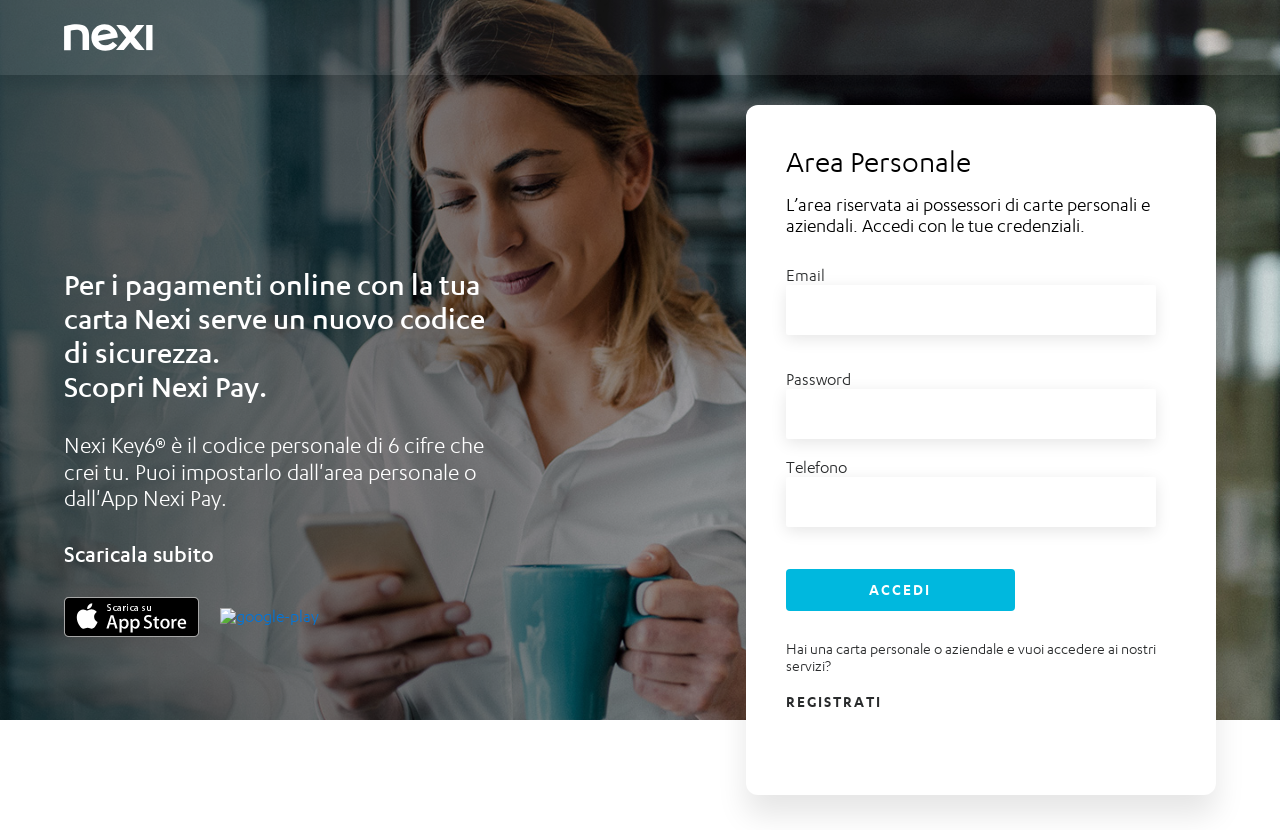 nexi
Per i pagamenti online con la tua
carta Nexi serve un nuovo codice
di sicurezza.
Scopri Nexi Pay.
Nexi Key6® è il codice personale di 6 cifre che
crei tu. Puoi impostarlo dall'area personale o
dall'App Nexi Pay.
Scaricala subito
Scarica su
App Store
google-play
Area Personale
L’area riservata ai possessori di carte personali e
aziendali. Accedi con le tue credenziali.
Email
Password
Telefono
ACCEDI
Hai una carta personale o aziendale e vuoi accedere ai nostri
servizi?
REGISTRATI